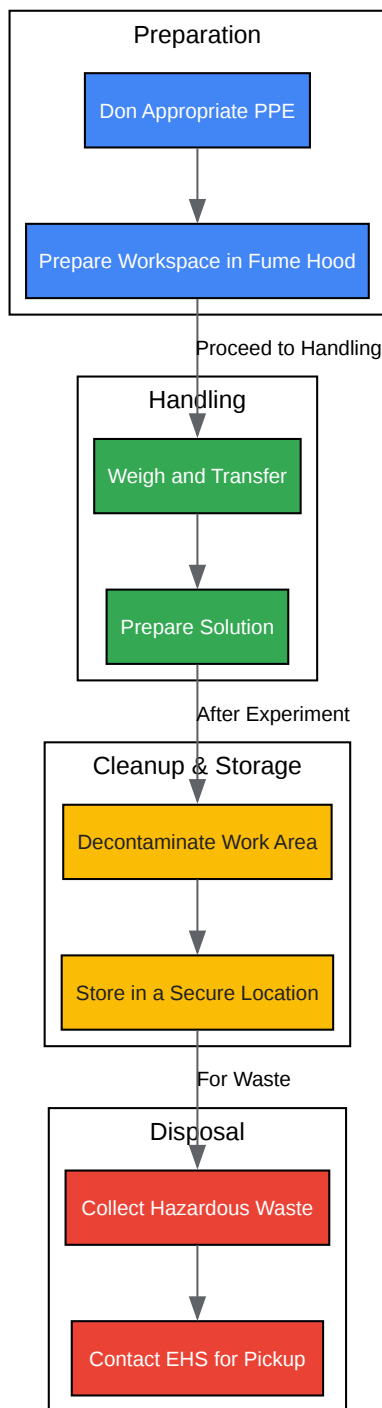 Preparation
Don Appropriate PPE
Prepare Workspace in Fume Hood
Proceed to Handling
Handling
Weigh and Transfer
Prepare Solution
After Experiment
Cleanup & Storage
Decontaminate Work Area
Store in a Secure Location
For Waste
Disposal
Collect Hazardous Waste
Contact EHS for Pickup